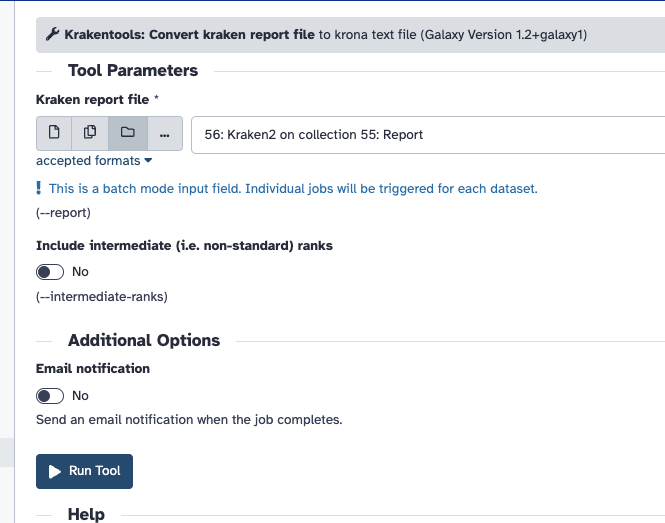 Krakentools: Convert kraken report file to krona text file (Galaxy Version 1.2+galaxy1)
Tool Parameters
Kraken report file *
...
56: Kraken2 on collection 55: Report
accepted formats
This is a batch mode input field. Individual jobs will be triggered for each dataset.
(--report)
Include intermediate (i.e. non-standard) ranks
No
(--intermediate-ranks)
Additional Options
Email notification
No
Send an email notification when the job completes.
Run Tool
Help